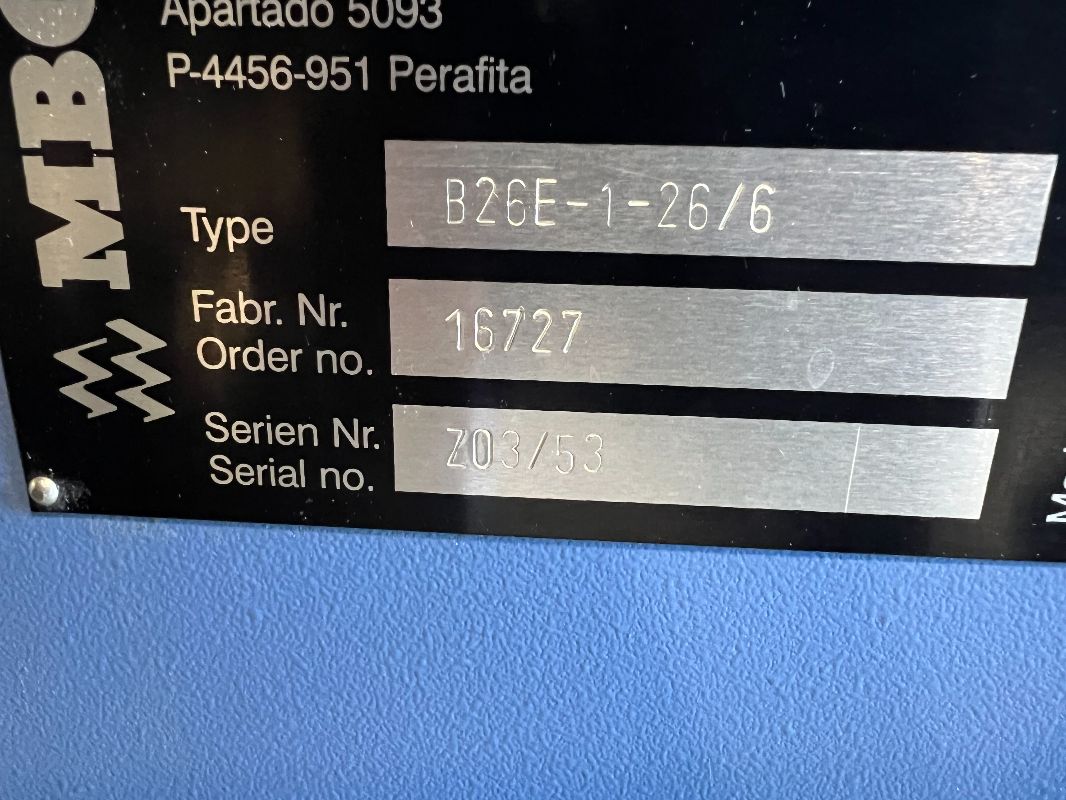 Apartado 5093
P-4456-951 Perafita
Type B26E-1-26/6
Fabr. Nr.
Order no. 16727
Serien Nr.
Serial no. Z03/53